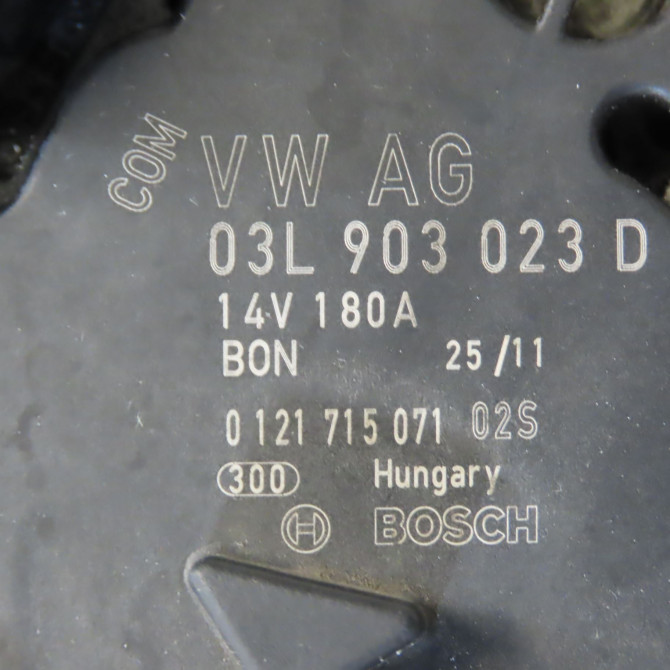 COM
VW AG
03L 903 023 D
14V 180A
BON 25/11
0 121 715 071 02S
300 Hungary
H BOSCH